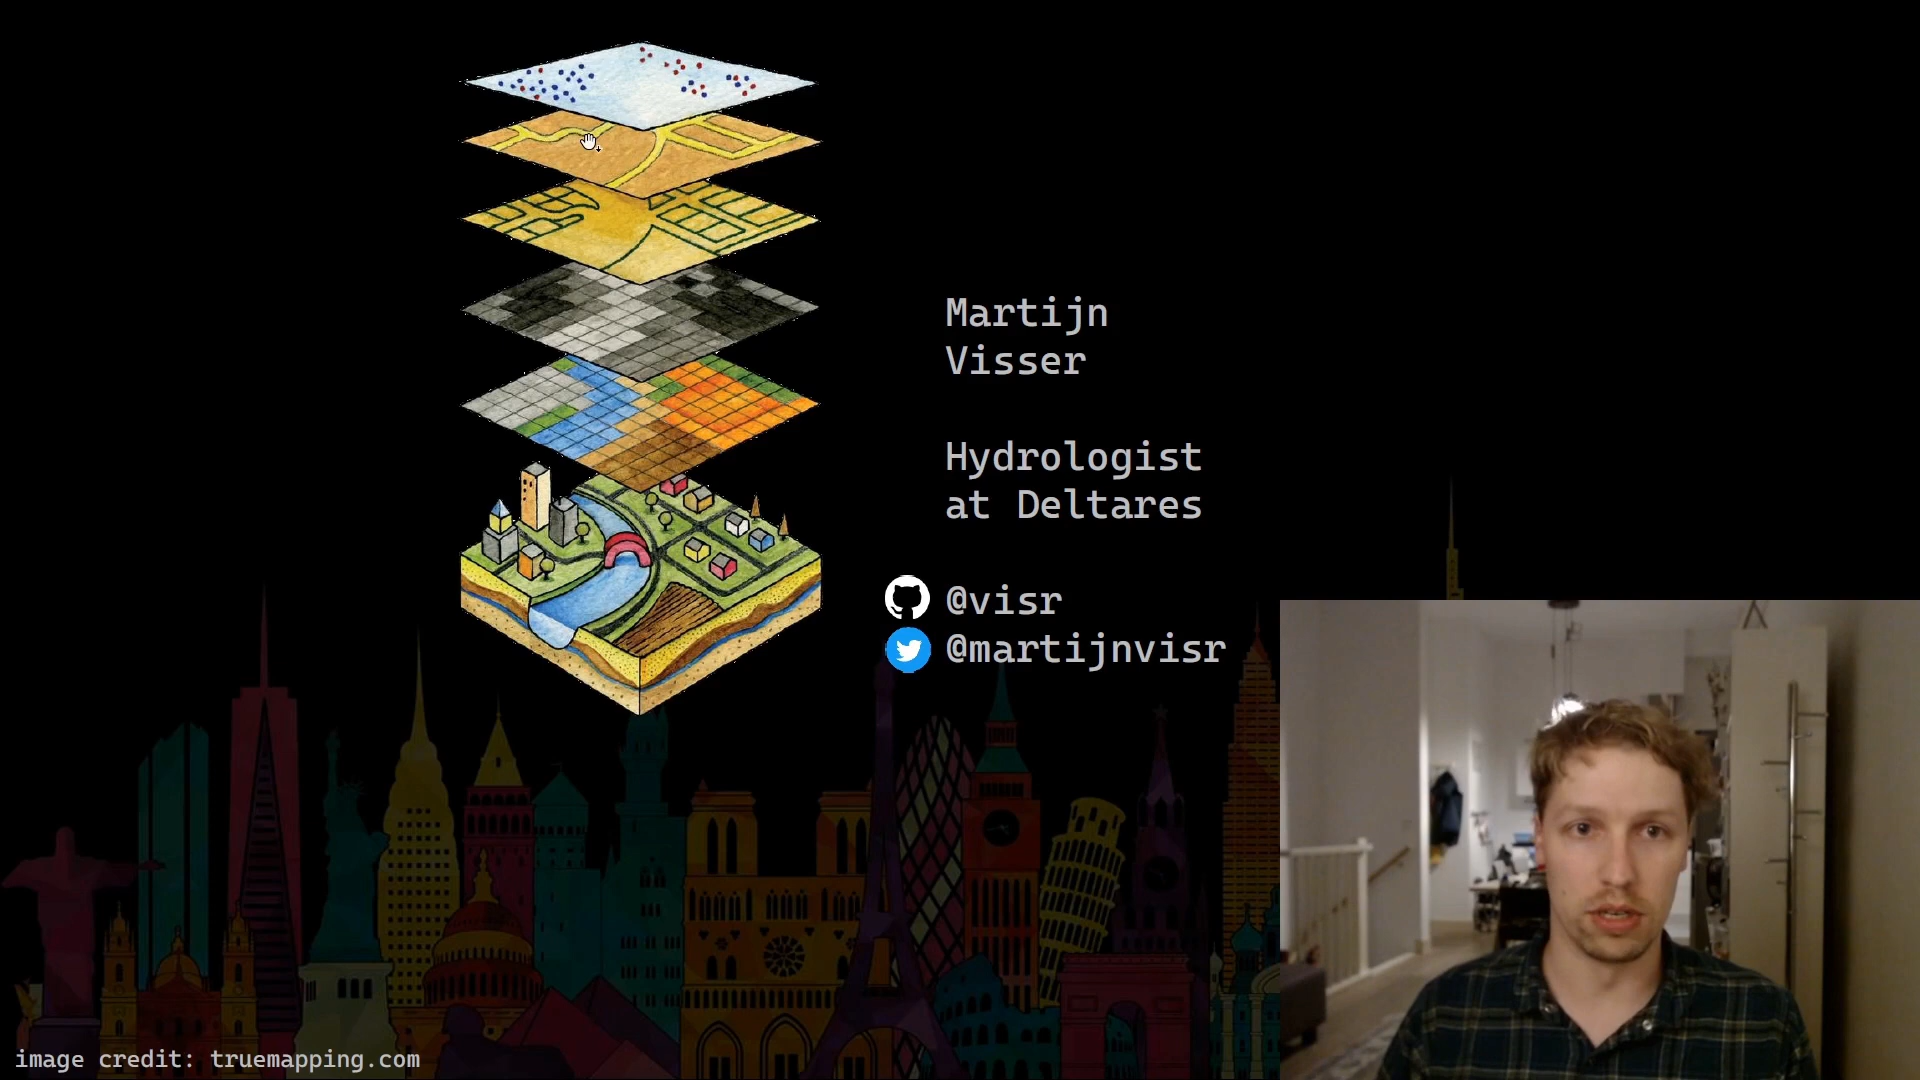 Martijn
Visser
Hydrologist
at Deltares
@visr
@martijnvisr
image credit: truemapping.com